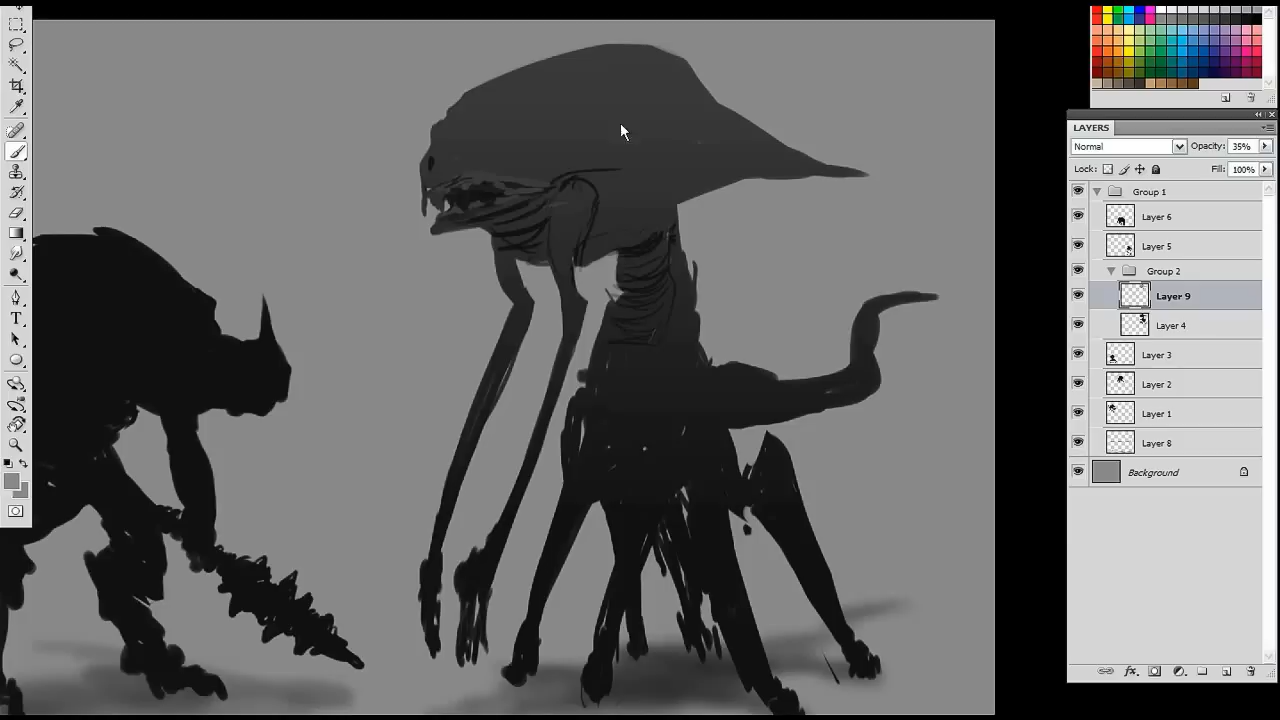 LAYERS
Normal Opacity: 35%
Lock: Fill: 100%
Group 1
Layer 6
Layer 5
Group 2
Layer 9
Layer 4
Layer 3
Layer 2
Layer 1
Layer 8
Background
T
fx